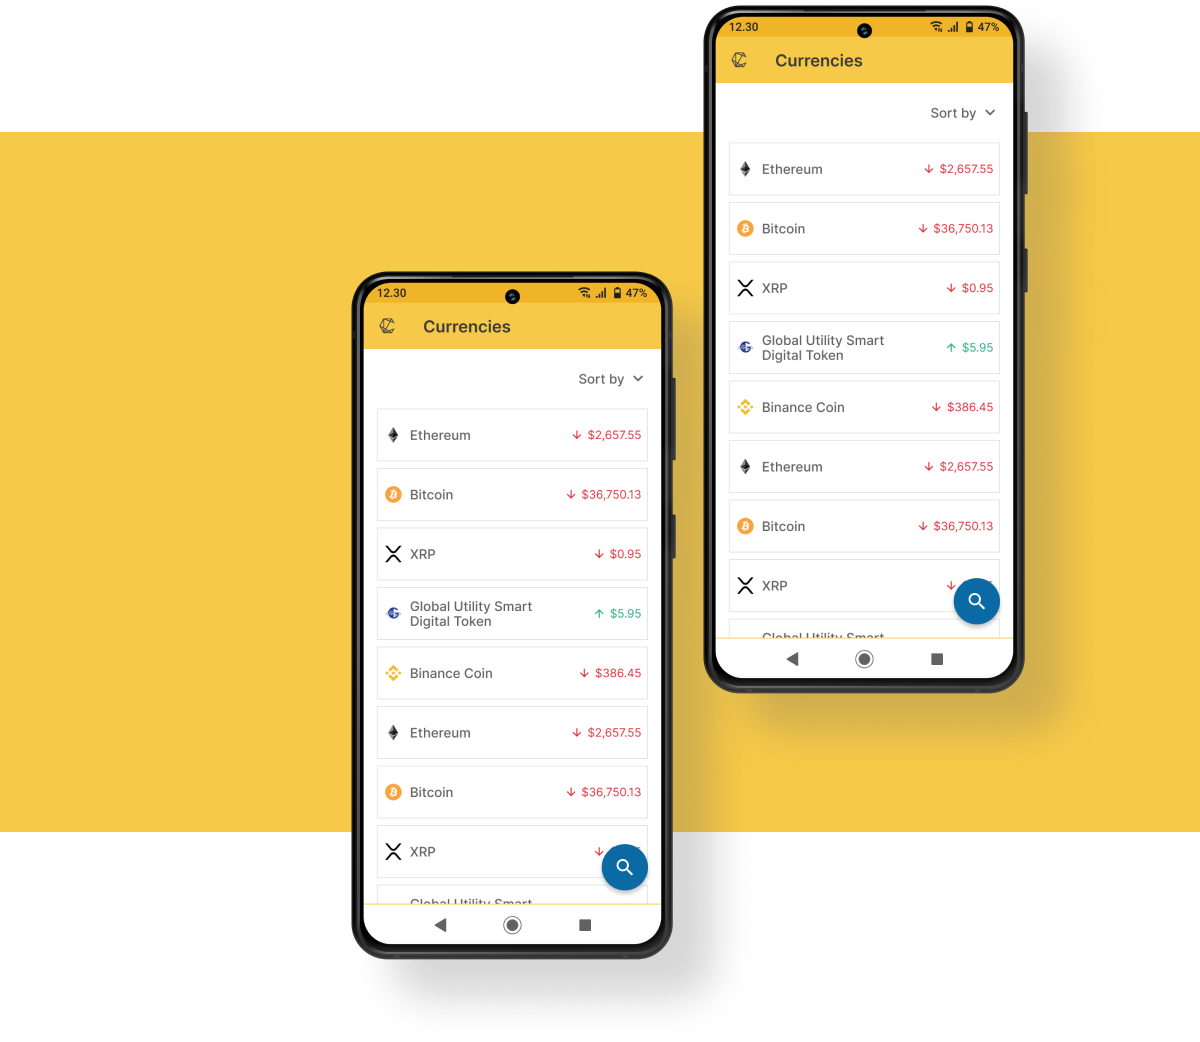 12.30
47%
Currencies
Sort by
Ethereum
$2,657.55
Bitcoin
$36,750.13
XRP
$0.95
Global Utility Smart
Digital Token
$5.95
Binance Coin
$386.45
Ethereum
$2,657.55
Bitcoin
$36,750.13
XRP
Global Utility Smart
12.30
47%
Currencies
Sort by
Ethereum
$2,657.55
Bitcoin
$36,750.13
XRP
$0.95
Global Utility Smart
Digital Token
$5.95
Binance Coin
$386.45
Ethereum
$2,657.55
Bitcoin
$36,750.13
XRP
Global Utility Smart